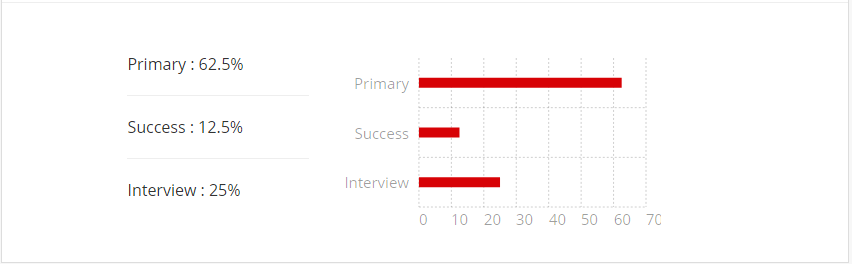 Primary : 62.5%
Success : 12.5%
Interview : 25%
Primary
Success
Interview
0 10 20 30 40 50 60 70